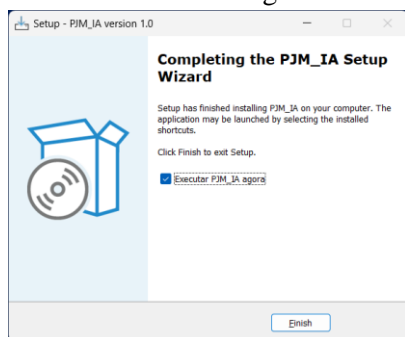 Setup - PJM_IA version 1.0
Completing the PJM_IA Setup
Wizard
Setup has finished installing PJM_IA on your computer. The
application may be launched by selecting the installed
shortcuts.
Click Finish to exit Setup.
Executar PJM_IA agora
Finish